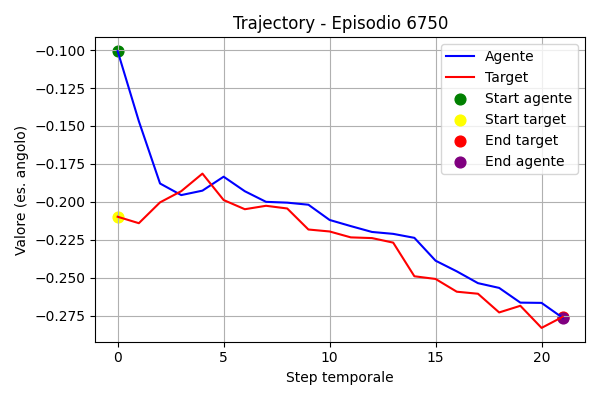 Trajectory - Episodio 6750
Valore (es. angolo)
−0.100
−0.125
−0.150
−0.175
−0.200
−0.225
−0.250
−0.275
Agente
Target
Start agente
Start target
End target
End agente
0 5 10 15 20
Step temporale